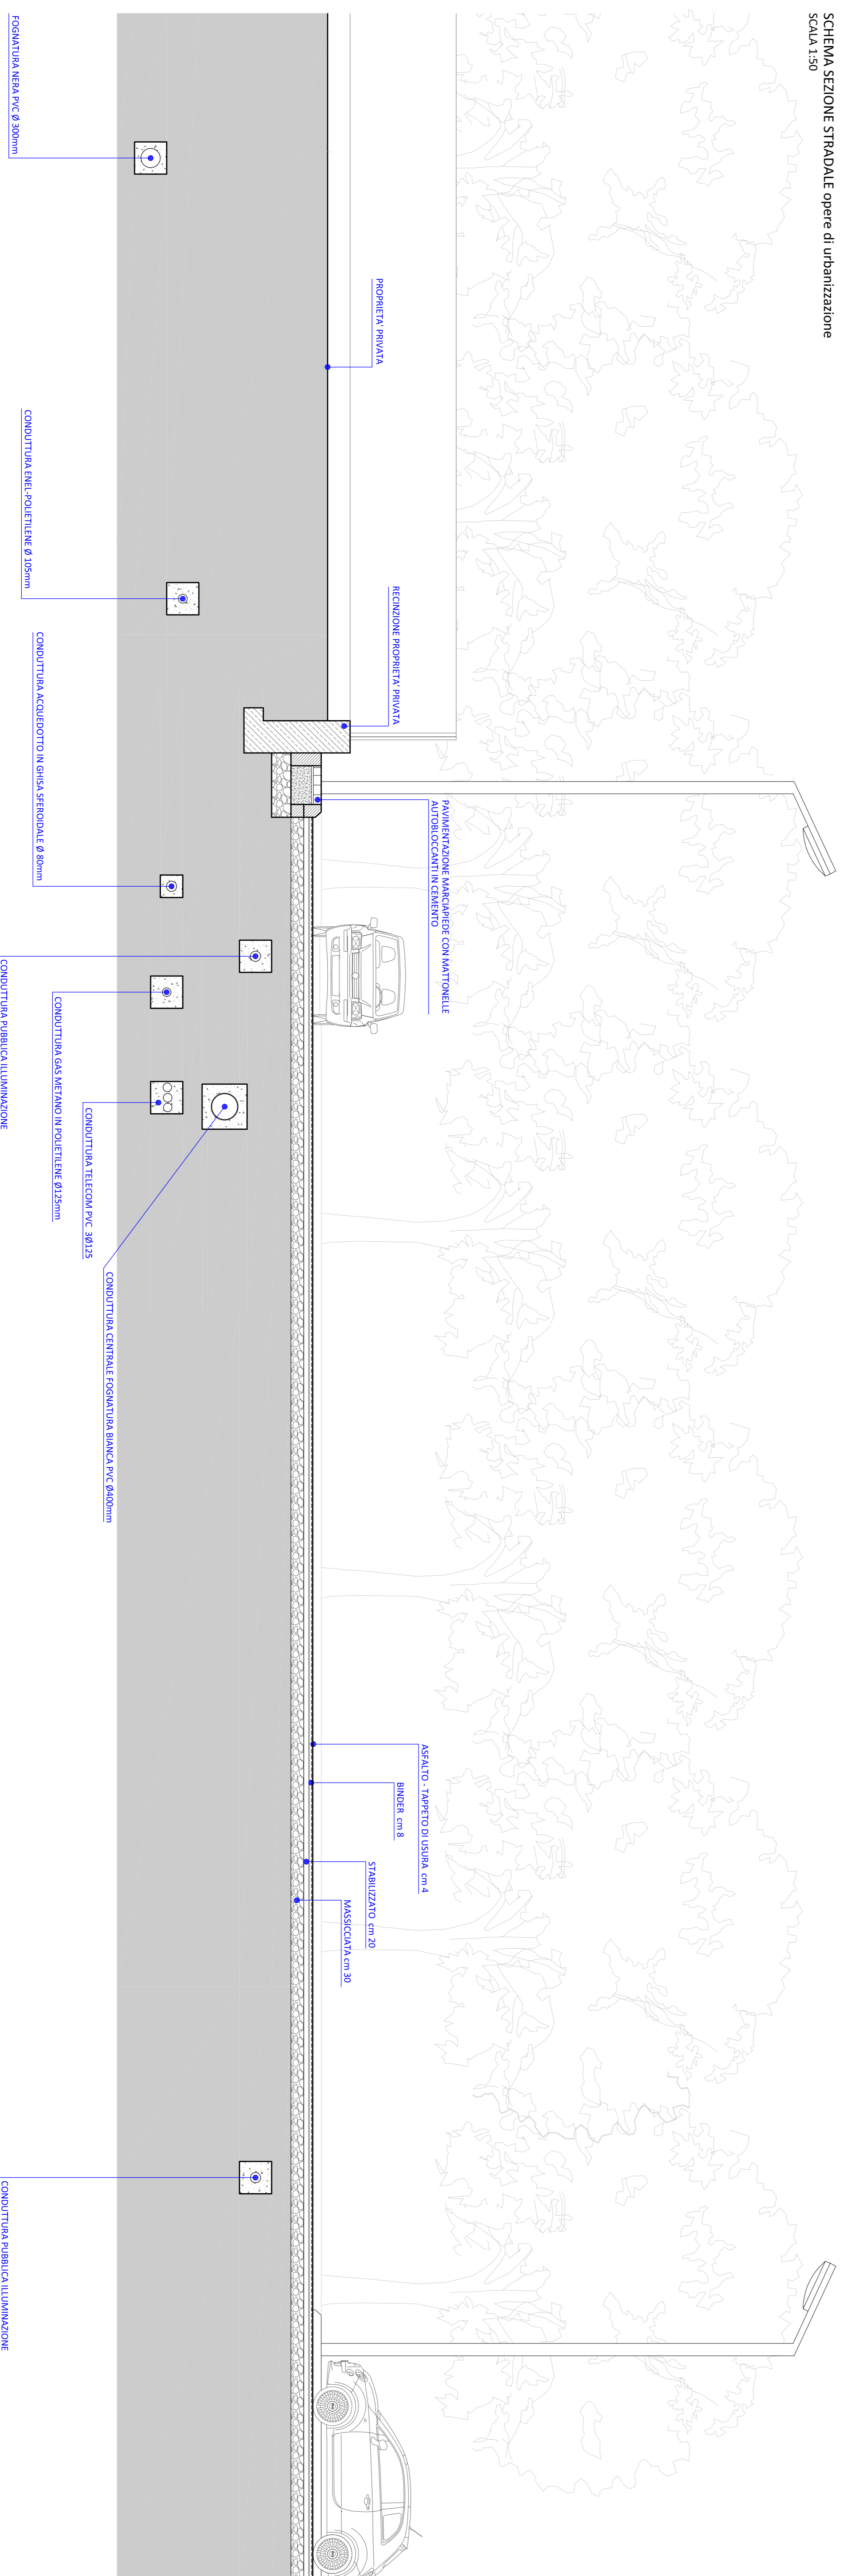 SCHEMA SEZIONE STRADALE opere di urbanizzazione
SCALA 1:50
PROPRIETA' PRIVATA
RECINZIONE PROPRIETA' PRIVATA
PAVIMENTAZIONE MARCIAPIEDE CON MATTONELLE
AUTOBLOCCANTI IN CEMENTO
ASFALTO - TAPPETO DI USURA cm 4
BINDER cm 8
STABILIZZATO cm 20
MASSICCIATA cm 30
FOGNATURA NERA PVC Ø 300mm
CONDUTTURA ENEL-POLIETILENE Ø 105mm
CONDUTTURA ACQUEDOTTO IN GHISA SFEROIDALE Ø 80mm
CONDUTTURA PUBBLICA ILLUMINAZIONE
CONDUTTURA GAS METANO IN POLIETILENE Ø125mm
CONDUTTURA TELECOM PVC 3Ø125
CONDUTTURA CENTRALE FOGNATURA BIANCA PVC Ø400mm
CONDUTTURA PUBBLICA ILLUMINAZIONE